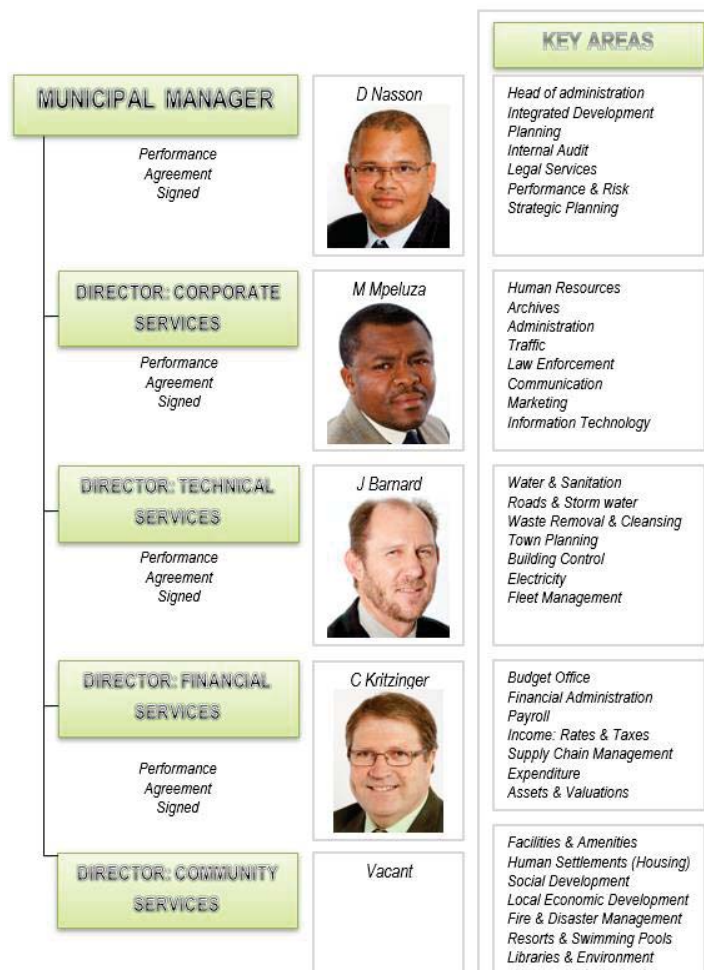 KEY AREAS
MUNICIPAL MANAGER
Performance
Agreement
Signed
D Nasson
Head of administration
Integrated Development
Planning
Internal Audit
Legal Services
Performance & Risk
Strategic Planning
DIRECTOR: CORPORATE
SERVICES
Performance
Agreement
Signed
M Mpeluza
Human Resources
Archives
Administration
Traffic
Law Enforcement
Communication
Marketing
Information Technology
DIRECTOR: TECHNICAL
SERVICES
Performance
Agreement
Signed
J Barnard
Water & Sanitation
Roads & Storm water
Waste Removal & Cleansing
Town Planning
Building Control
Electricity
Fleet Management
DIRECTOR: FINANCIAL
SERVICES
Performance
Agreement
Signed
C Kritzinger
Budget Office
Financial Administration
Payroll
Income: Rates & Taxes
Supply Chain Management
Expenditure
Assets & Valuations
DIRECTOR: COMMUNITY
SERVICES
Vacant
Facilities & Amenities
Human Settlements (Housing)
Social Development
Local Economic Development
Fire & Disaster Management
Resorts & Swimming Pools
Libraries & Environment